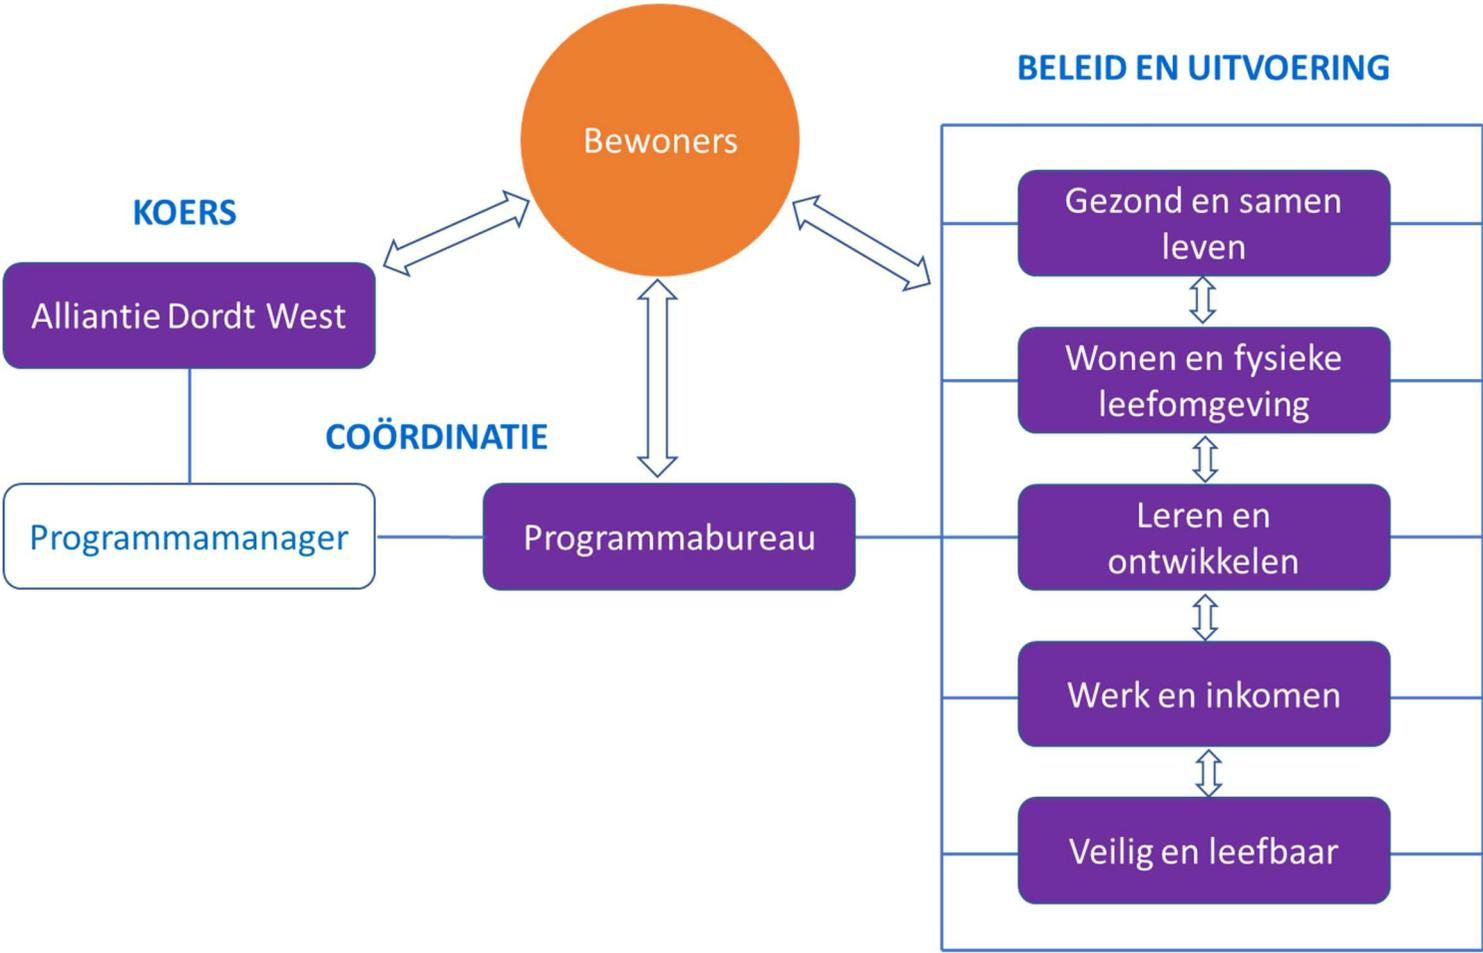 Bewoners
KOERS
Alliantie Dordt West
COÖRDINATIE
Programmamanager
Programmabureau
BELEID EN UITVOERING
Gezond en samen
leven
Wonen en fysieke
leefomgeving
Leren en
ontwikkelen
Werk en inkomen
Veilig en leefbaar